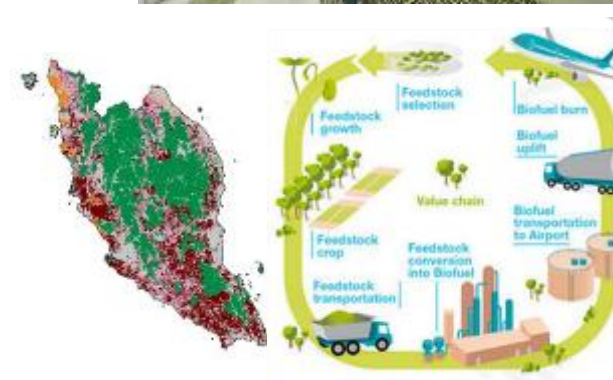 Feedstock
selection
Feedstock
growth
Biofuel burn
Biofuel
uplift
Value chain
Biofuel
transportation
to Airport
Feedstock
crop
Feedstock
conversion
into Biofuel
Feedstock
transportation